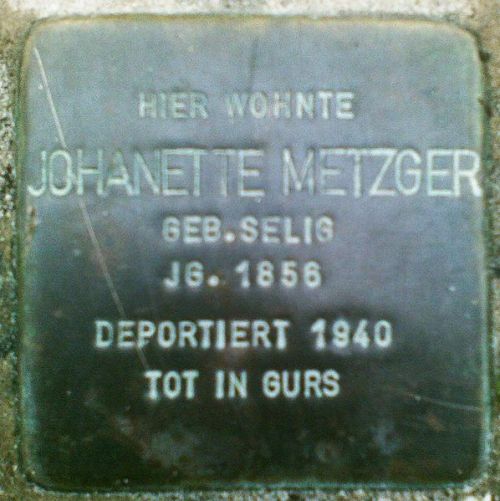 HIER WOHNTE
JOHANETTE METZGER
GEB.SELIG
JG. 1856
DEPORTIERT 1940
TOT IN GURS